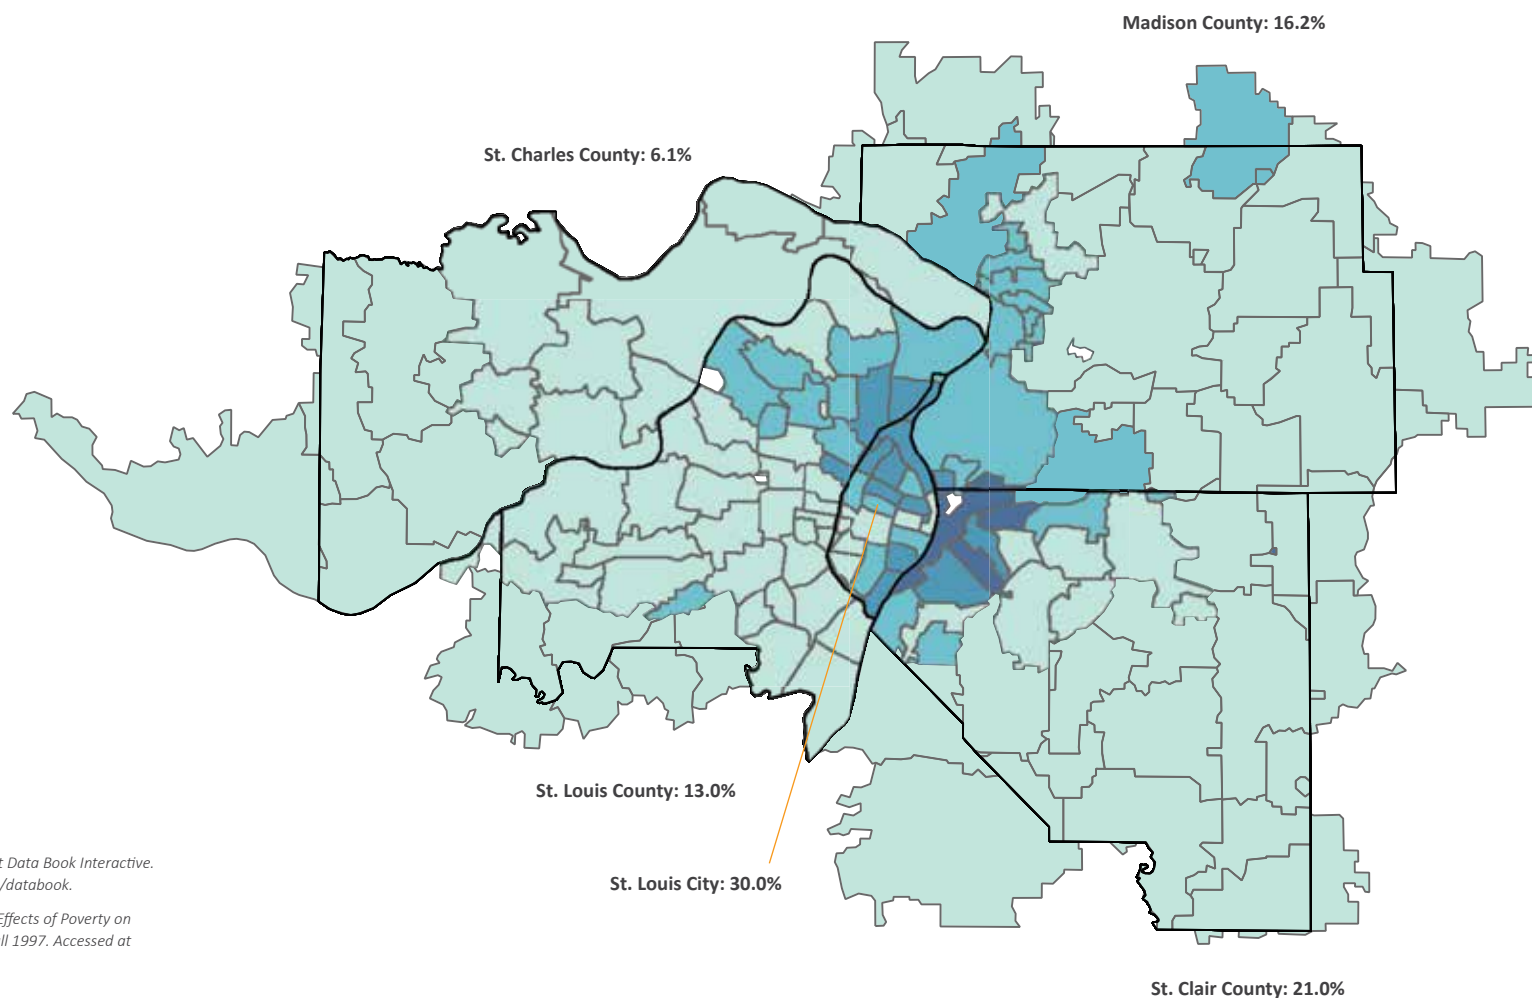 Madison County: 16.2%
St. Charles County: 6.1%
St. Louis County: 13.0%
St. Louis City: 30.0%
t Data Book Interactive.
/databook.
Effects of Poverty on
ll 1997. Accessed at
St. Clair County: 21.0%